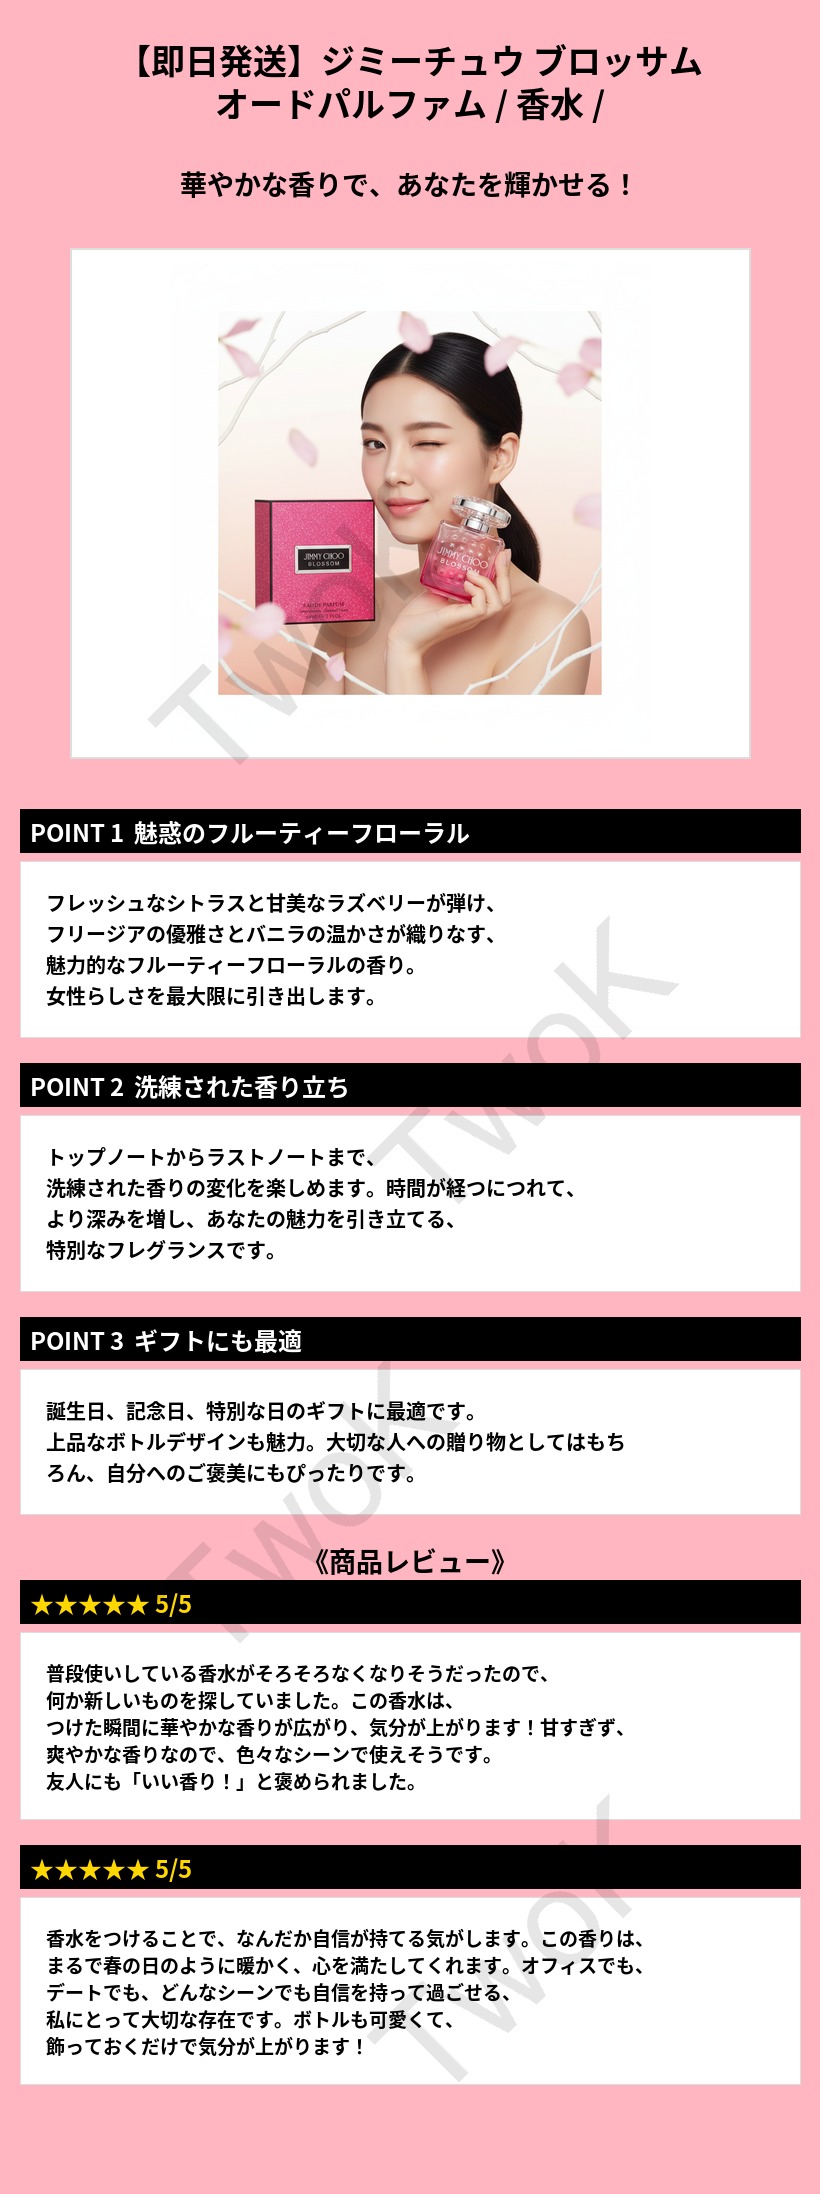 【即日発送】ジミーチュウ ブロッサム
オードパルファム / 香水 /
華やかな香りで、あなたを輝かせる！
JIMMY CHOO
BLOSSOM
EAU DE PARFUM
JIMMY CHOO
BLOSSOM
TwoK
POINT 1 魅惑のフルーティーフローラル
フレッシュなシトラスと甘美なラズベリーが弾け、
フリージアの優雅さとバニラの温かさが織りなす、
魅力的なフルーティーフローラルの香り。
女性らしさを最大限に引き出します。
TwoK
POINT 2 洗練された香り立ち
トップノートからラストノートまで、
洗練された香りの変化を楽しめます。時間が経つにつれて、
より深みを増し、あなたの魅力を引き立てる、
特別なフレグランスです。
POINT 3 ギフトにも最適
誕生日、記念日、特別な日のギフトに最適です。
上品なボトルデザインも魅力。大切な人への贈り物としてはもち
ろん、自分へのご褒美にもぴったりです。
TwoK
《商品レビュー》
★★★★★ 5/5
普段使いしている香水がそろそろなくなりそうだったので、
何か新しいものを探していました。この香水は、
つけた瞬間に華やかな香りが広がり、気分が上がります！甘すぎず、
爽やかな香りなので、色々なシーンで使えそうです。
友人にも「いい香り！」と褒められました。
★★★★★ 5/5
香水をつけることで、なんだか自信が持てる気がします。この香りは、
まるで春の日のように暖かく、心を満たしてくれます。オフィスでも、
デートでも、どんなシーンでも自信を持って過ごせる、
私にとって大切な存在です。ボトルも可愛くて、
飾っておくだけで気分が上がります！
TwoK